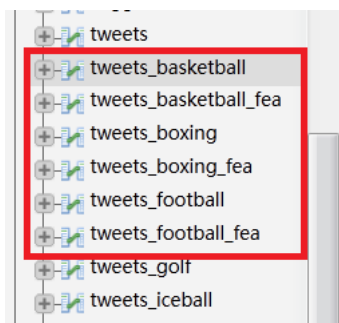 tweets
tweets_basketball
tweets_basketball_fea
tweets_boxing
tweets_boxing_fea
tweets_football
tweets_football_fea
tweets_golf
tweets_iceball